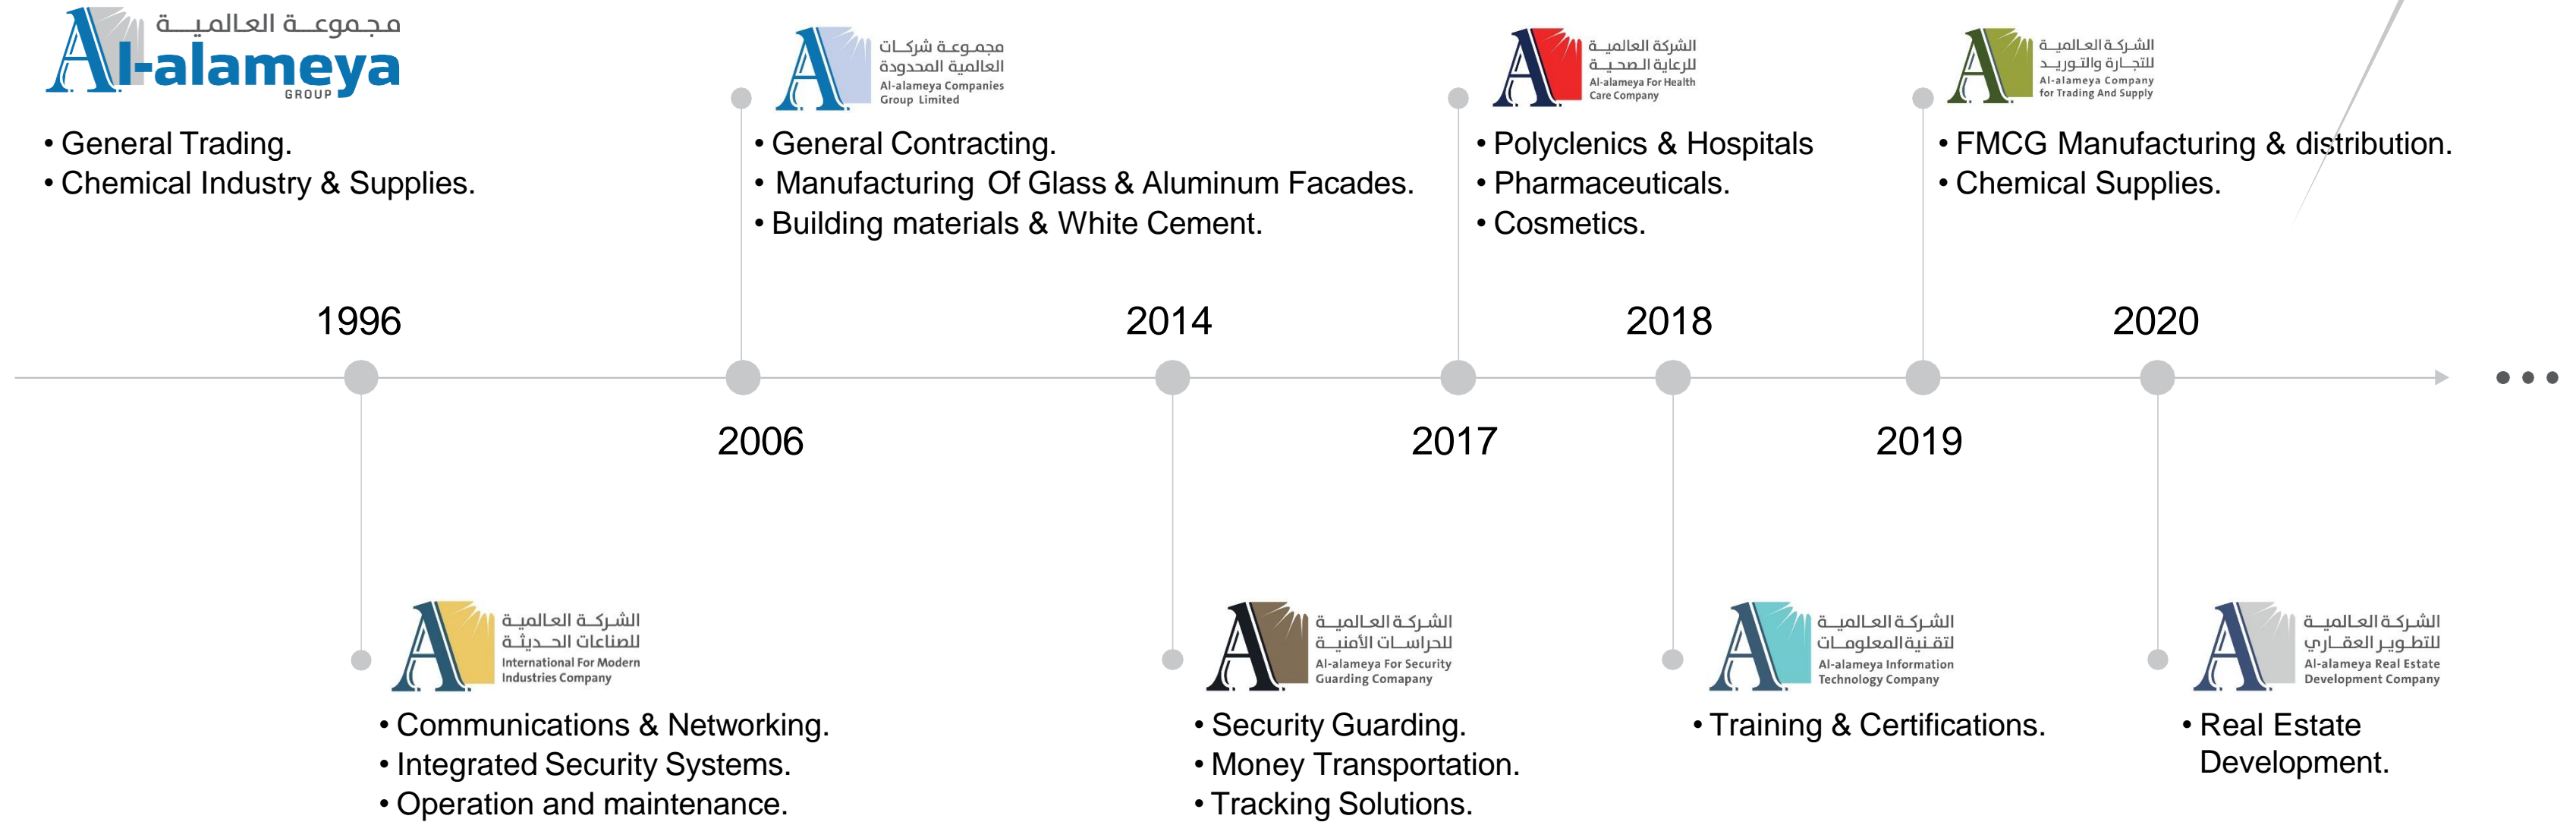 مجموعة العالمية
Al-alameya
GROUP
• General Trading.
• Chemical Industry & Supplies.
مجموعة شركات
العالمية المحدودة
Al-alameya Companies
Group Limited
• General Contracting.
• Manufacturing Of Glass & Aluminum Facades.
• Building materials & White Cement.
الشركة العالمية
للرعاية الصحية
Al-alameya For Health
Care Company
• Polyclenics & Hospitals
• Pharmaceuticals.
• Cosmetics.
الشركة العالمية
للتجارة والتوريد
Al-alameya Company
for Trading And Supply
• FMCG Manufacturing & distribution.
• Chemical Supplies.
1996
2014
2018
2020
2006
2017
2019
الشركة العالمية
للصناعات الحديثة
International For Modern
Industries Company
• Communications & Networking.
• Integrated Security Systems.
• Operation and maintenance.
الشركة العالمية
للحراسات الأمنية
Al-alameya For Security
Guarding Comapany
• Security Guarding.
• Money Transportation.
• Tracking Solutions.
الشركة العالمية
لتقنية المعلومات
Al-alameya Information
Technology Company
• Training & Certifications.
الشركة العالمية
للتطوير العقاري
Al-alameya Real Estate
Development Company
• Real Estate
Development.